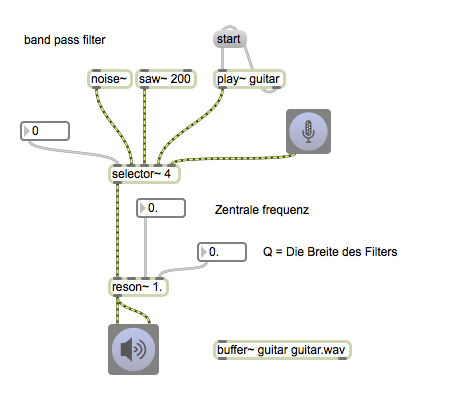 band pass filter
start
noise~
saw~ 200
play~ guitar
0
selector~ 4
0.
Zentrale frequenz
0.
Q = Die Breite des Filters
reson~ 1.
buffer~ guitar guitar.wav